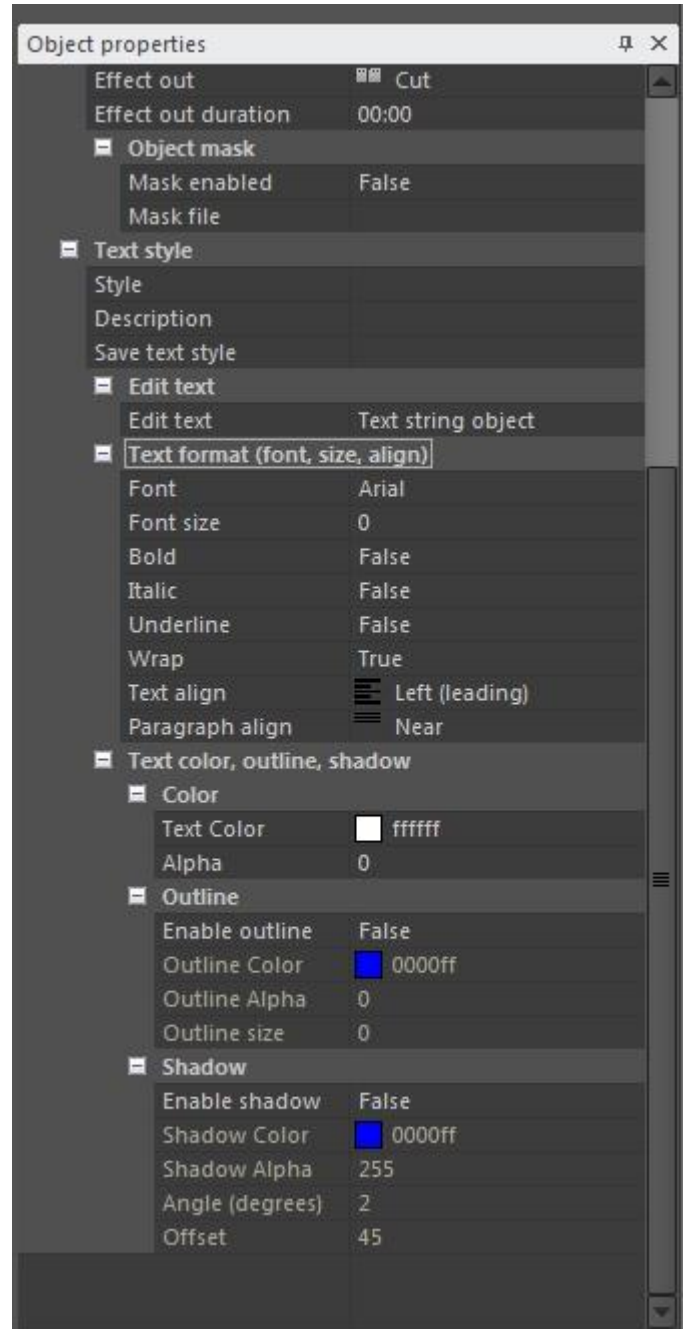 Object properties
Effect out Cut
Effect out duration 00:00
Object mask
Mask enabled False
Mask file
Text style
Style
Description
Save text style
Edit text
Edit text Text string object
Text format (font, size, align)
Font Arial
Font size 0
Bold False
Italic False
Underline False
Wrap True
Text align Left (leading)
Paragraph align Near
Text color, outline, shadow
Color
Text Color ffffff
Alpha 0
Outline
Enable outline False
Outline Color 0000ff
Outline Alpha 0
Outline size 0
Shadow
Enable shadow False
Shadow Color 0000ff
Shadow Alpha 255
Angle (degrees) 2
Offset 45